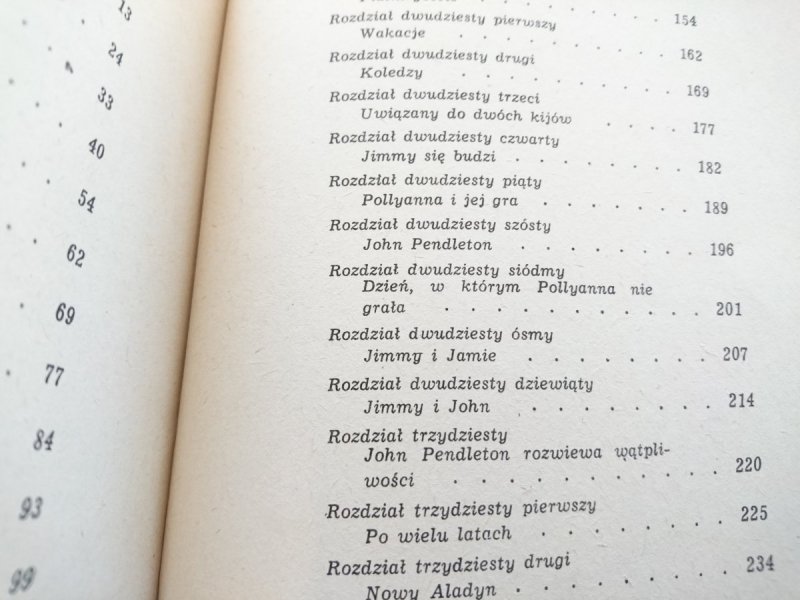 13
24
33
40
54
62
69
77
84
93
99
154
Rozdział dwudziesty pierwszy
Wakacje . . . . . . . . 162
Rozdział dwudziesty drugi
Koledzy . . . . . . . . 169
Rozdział dwudziesty trzeci
Uwiązany do dwóch kijów . . . . 177
Rozdział dwudziesty czwarty
Jimmy się budzi . . . . . . . 182
Rozdział dwudziesty piąty
Pollyanna i jej gra . . . . . . . 189
Rozdział dwudziesty szósty
John Pendleton . . . . . . . 196
Rozdział dwudziesty siódmy
Dzień, w którym Pollyanna nie
grała . . . . . . . . . . 201
Rozdział dwudziesty ósmy
Jimmy i Jamie . . . . . . . 207
Rozdział dwudziesty dziewiąty
Jimmy i John . . . . . . . 214
Rozdział trzydziesty
John Pendleton rozwiewa wątpli-
wości . . . . . . . . . . 220
Rozdział trzydziesty pierwszy
Po wielu latach . . . . . . . 225
Rozdział trzydziesty drugi
Nowy Aladyn . . . . . . . 234